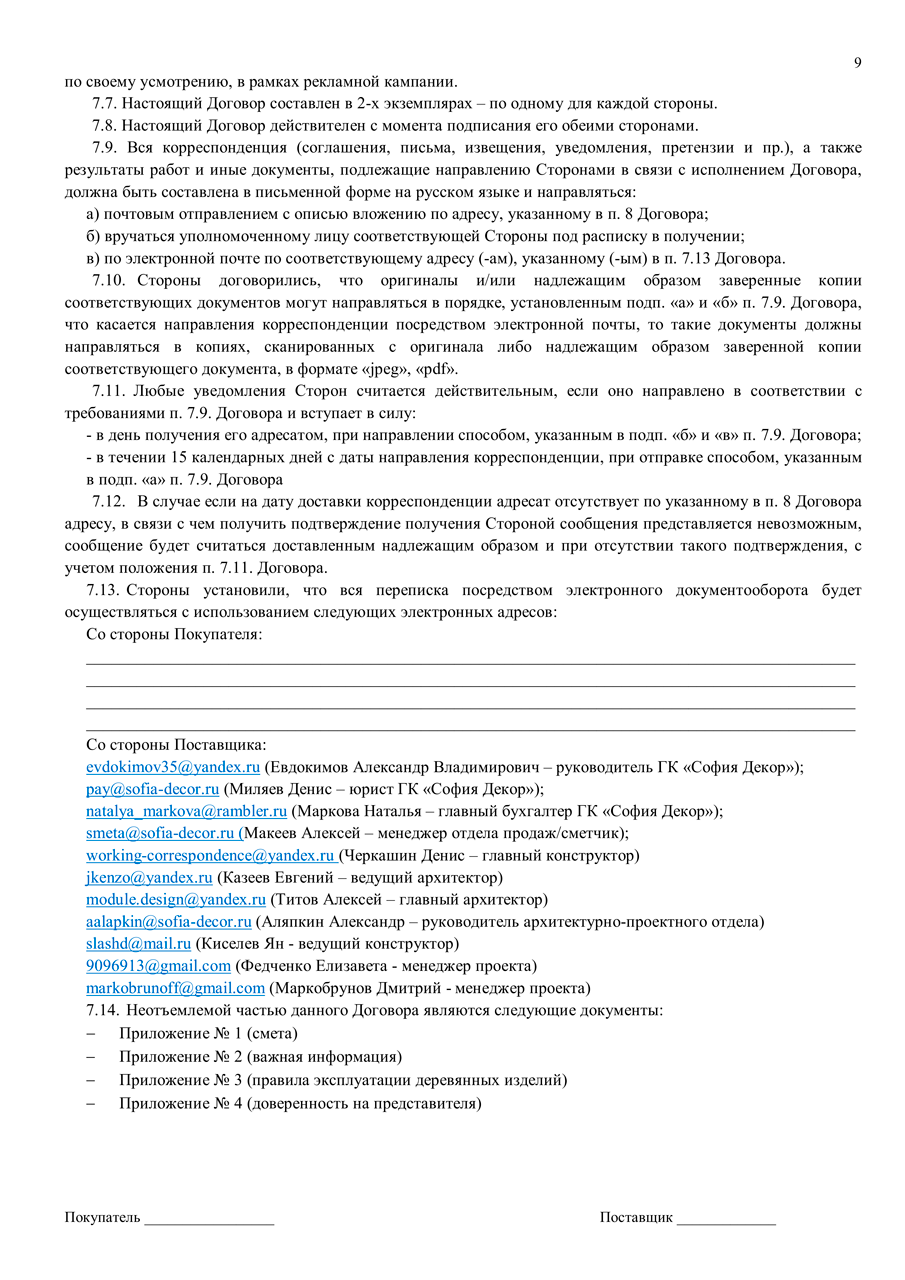 9
по своему усмотрению, в рамках рекламной кампании.
7.7. Настоящий Договор составлен в 2-х экземплярах – по одному для каждой стороны.
7.8. Настоящий Договор действителен с момента подписания его обеими сторонами.
7.9. Вся корреспонденция (соглашения, письма, извещения, уведомления, претензии и пр.), а также
результаты работ и иные документы, подлежащие направлению Сторонами в связи с исполнением Договора,
должна быть составлена в письменной форме на русском языке и направляться:
а) почтовым отправлением с описью вложению по адресу, указанному в п. 8 Договора;
б) вручаться уполномоченному лицу соответствующей Стороны под расписку в получении;
в) по электронной почте по соответствующему адресу (-ам), указанному (-ым) в п. 7.13 Договора.
7.10. Стороны договорились, что оригиналы и/или надлежащим образом заверенные копии
соответствующих документов могут направляться в порядке, установленным подп. «а» и «б» п. 7.9. Договора,
что касается направления корреспонденции посредством электронной почты, то такие документы должны
направляться в копиях, сканированных с оригинала либо надлежащим образом заверенной копии
соответствующего документа, в формате «jpeg», «pdf».
7.11. Любые уведомления Сторон считается действительным, если оно направлено в соответствии с
требованиями п. 7.9. Договора и вступает в силу:
- в день получения его адресатом, при направлении способом, указанным в подп. «б» и «в» п. 7.9. Договора;
- в течении 15 календарных дней с даты направления корреспонденции, при отправке способом, указанным
в подп. «а» п. 7.9. Договора
7.12. В случае если на дату доставки корреспонденции адресат отсутствует по указанному в п. 8 Договора
адресу, в связи с чем получить подтверждение получения Стороной сообщения представляется невозможным,
сообщение будет считаться доставленным надлежащим образом и при отсутствии такого подтверждения, с
учетом положения п. 7.11. Договора.
7.13. Стороны установили, что вся переписка посредством электронного документооборота будет
осуществляться с использованием следующих электронных адресов:
Со стороны Покупателя:
Со стороны Поставщика:
evdokimov35@yandex.ru (Евдокимов Александр Владимирович – руководитель ГК «София Декор»);
pay@sofia-decor.ru (Миляев Денис – юрист ГК «София Декор»);
natalya_markova@rambler.ru (Маркова Наталья – главный бухгалтер ГК «София Декор»);
smeta@sofia-decor.ru (Макеев Алексей – менеджер отдела продаж/сметчик);
working-correspondence@yandex.ru (Черкашин Денис – главный конструктор)
jkenzo@yandex.ru (Казеев Евгений – ведущий архитектор)
module.design@yandex.ru (Титов Алексей – главный архитектор)
aalapkin@sofia-decor.ru (Аляпкин Александр – руководитель архитектурно-проектного отдела)
slashd@mail.ru (Киселев Ян - ведущий конструктор)
9096913@gmail.com (Федченко Елизавета - менеджер проекта)
markobrunoff@gmail.com (Маркобрунов Дмитрий - менеджер проекта)
7.14. Неотъемлемой частью данного Договора являются следующие документы:
– Приложение № 1 (смета)
– Приложение № 2 (важная информация)
– Приложение № 3 (правила эксплуатации деревянных изделий)
– Приложение № 4 (доверенность на представителя)
Покупатель ________________ Поставщик ____________